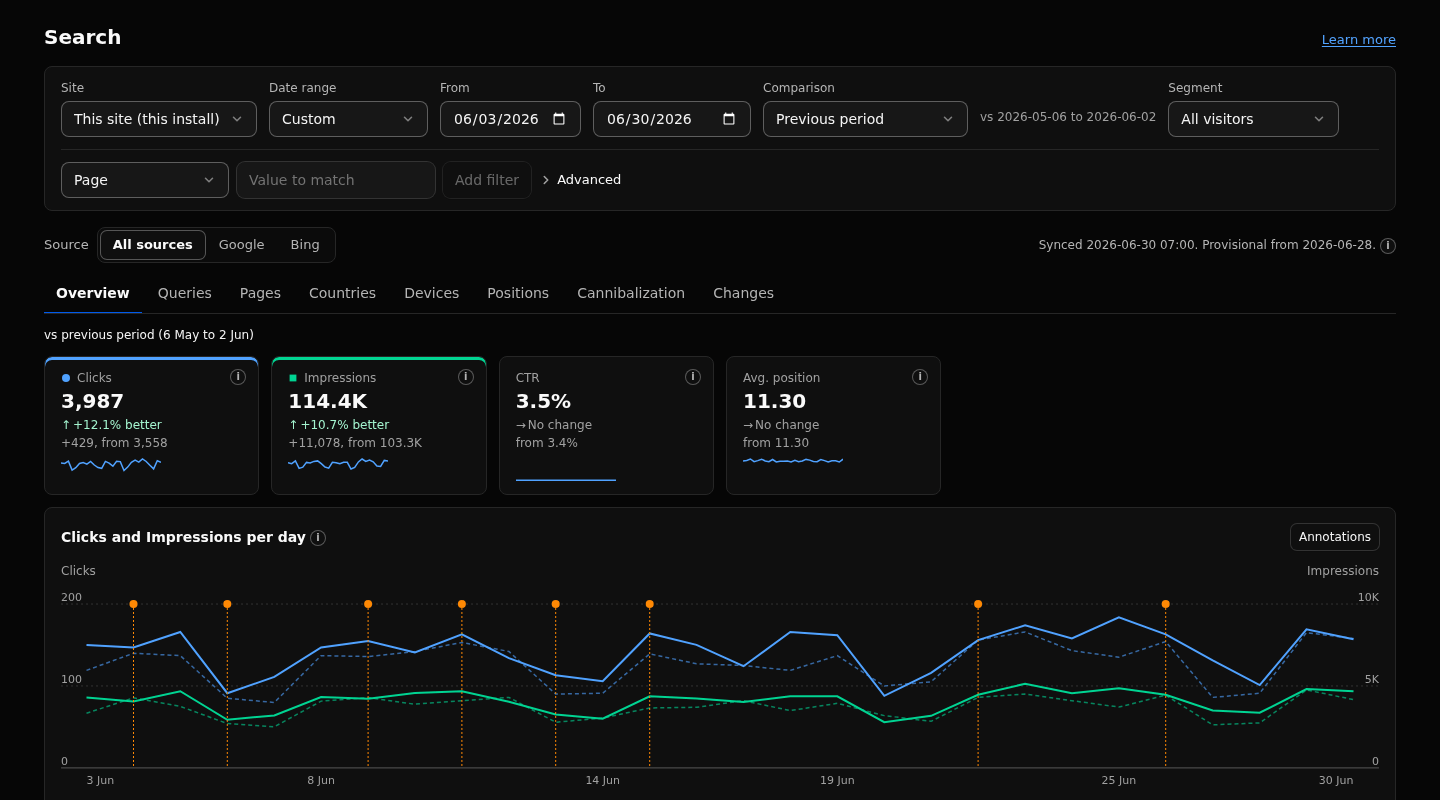 Search
Learn more
Site
Date range
From
To
Comparison
Segment
This site (this install)
Custom
06/03/2026
06/30/2026
Previous period
vs 2026-05-06 to 2026-06-02
All visitors
Page
Value to match
Add filter
Advanced
Source
All sources
Google
Bing
Synced 2026-06-30 07:00. Provisional from 2026-06-28.
Overview
Queries
Pages
Countries
Devices
Positions
Cannibalization
Changes
vs previous period (6 May to 2 Jun)
Clicks
3,987
↑ +12.1% better
+429, from 3,558
Impressions
114.4K
↑ +10.7% better
+11,078, from 103.3K
CTR
3.5%
→ No change
from 3.4%
Avg. position
11.30
→ No change
from 11.30
Clicks and Impressions per day
Annotations
Clicks
Impressions
200
10K
100
5K
0
0
3 Jun
8 Jun
14 Jun
19 Jun
25 Jun
30 Jun